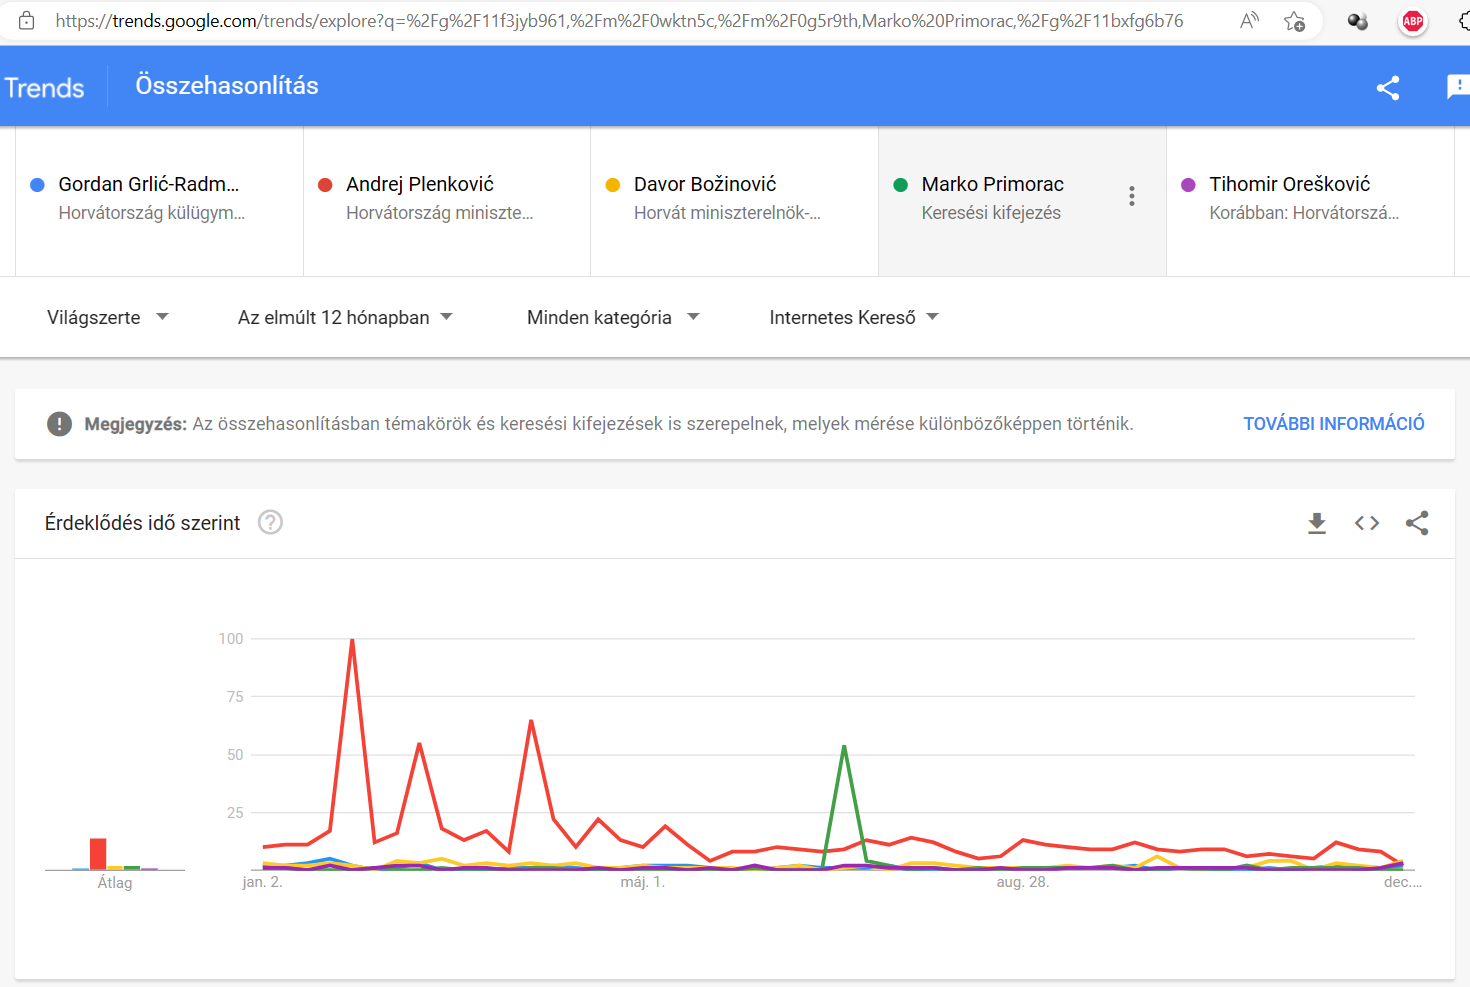 https://trends.google.com/trends/explore?q=%2Fg%2F11f3jyb961,%2Fm%2F0wktn5c,%2Fm%2F0g5r9th,Marko%20Primorac,%2Fg%2F11bxfg6b76
ABP
Trends
Összehasonlítás
Gordan Grlić-Radm...
Horvátország külügym...
Andrej Plenković
Horvátország miniszte...
Davor Božinović
Horvát miniszterelnök-...
Marko Primorac
Keresési kifejezés
Tihomir Orešković
Korábban: Horvátorszá...
Világszerte
Az elmúlt 12 hónapban
Minden kategória
Internetes Kereső
Megjegyzés: Az összehasonlításban témakörök és keresési kifejezések is szerepelnek, melyek mérése különbözőképpen történik.
TOVÁBBI INFORMÁCIÓ
Érdeklődés idő szerint
100
75
50
25
Átlag
jan. 2.
máj. 1.
aug. 28.
dec....